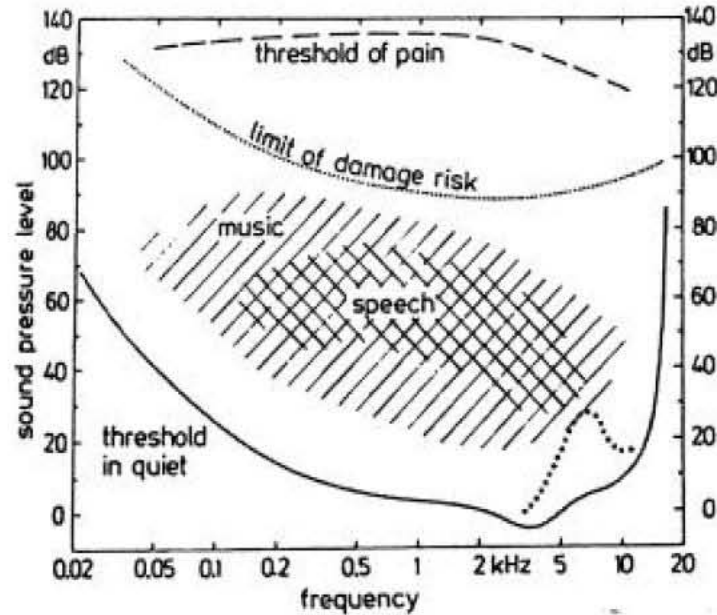 140
dB
120
100
80
60
40
20
0
sound pressure level
threshold of pain
limit of damage risk
music
speech
threshold
in quiet
140
dB
120
100
80
60
40
20
0
0.02 0.05 0.1 0.2 0.5 1 2 kHz 5 10 20
frequency